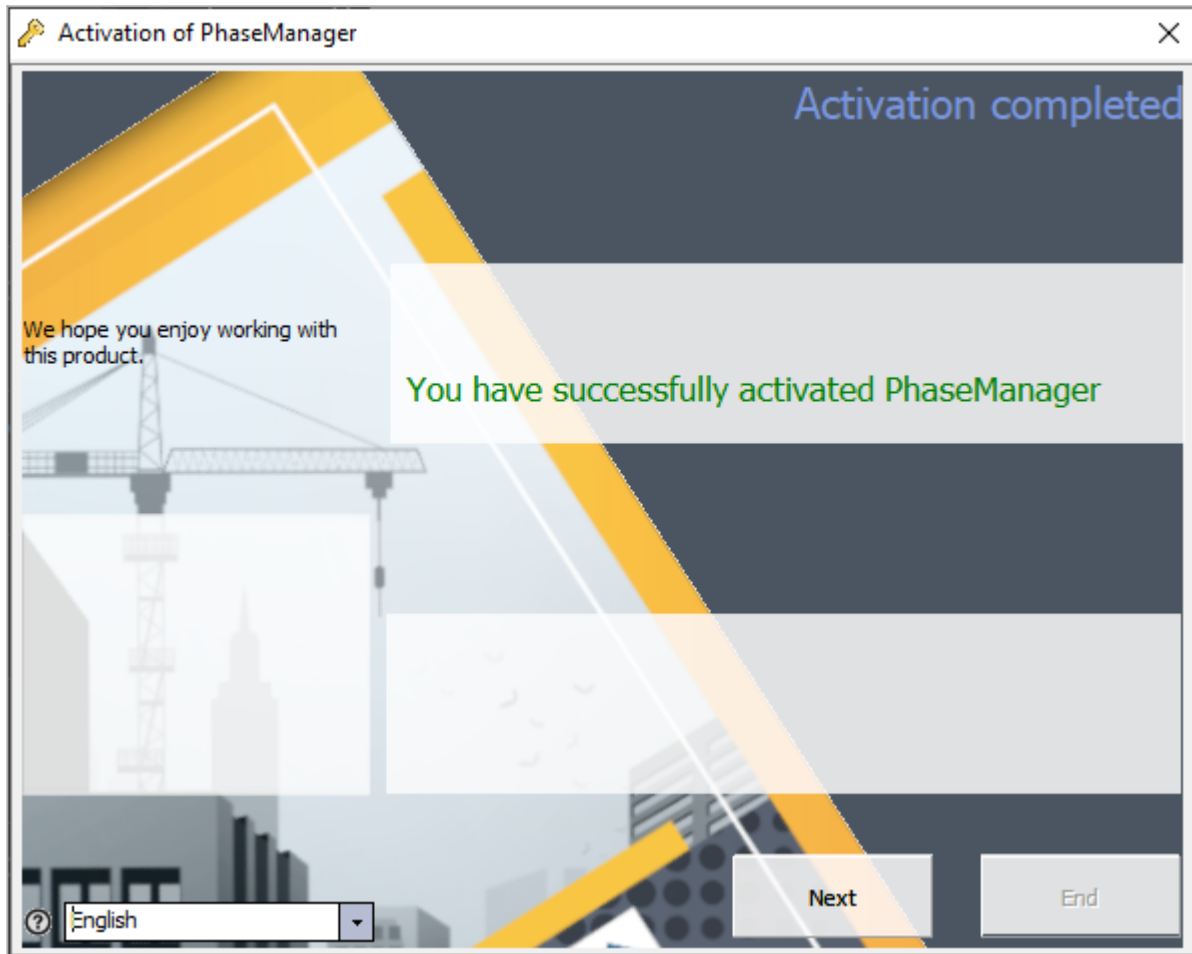 Activation of PhaseManager
Activation completed
We hope you enjoy working with
this product.
You have successfully activated PhaseManager
Next
End
English